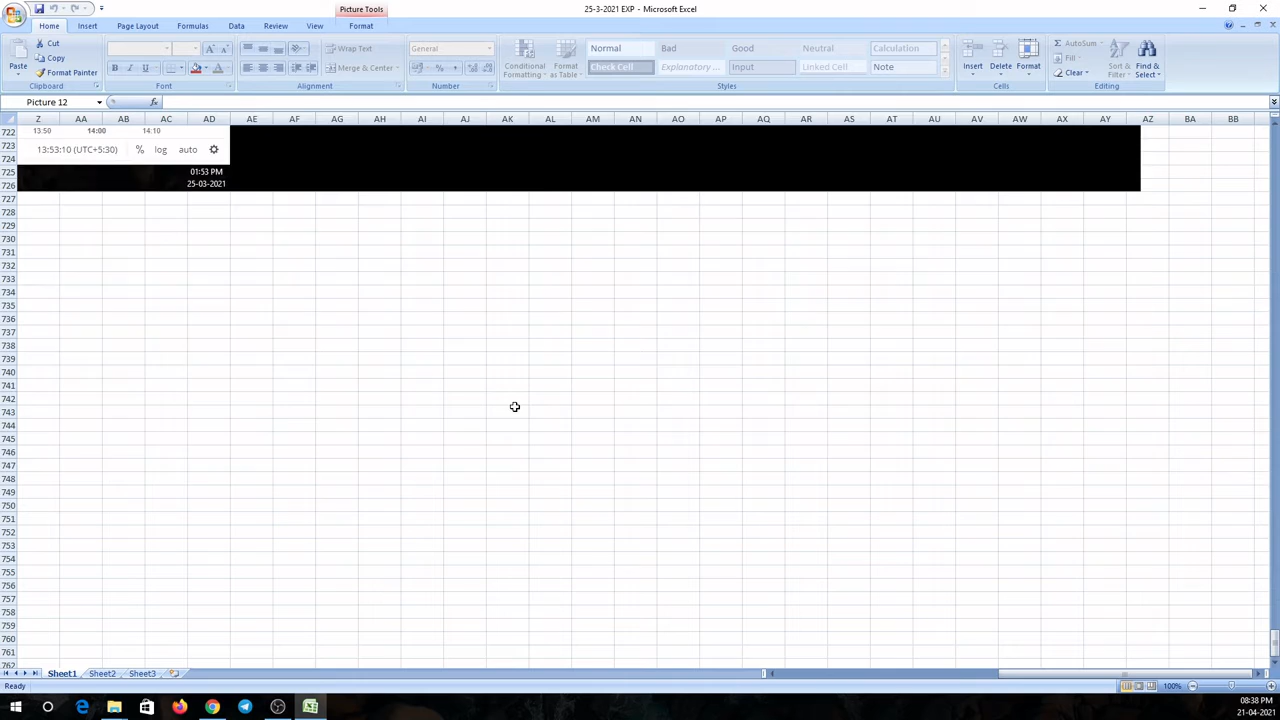 Picture Tools
25-3-2021 EXP - Microsoft Excel
Home Insert Page Layout Formulas Data Review View Format
Paste
Cut
Copy
Format Painter
Clipboard
B I U
A A
Font
Wrap Text
Merge & Center
Alignment
General
% ,
Number
Conditional Formatting
Format as Table
Normal Bad Good Neutral Calculation
Check Cell Explanatory ... Input Linked Cell Note
Styles
Insert Delete Format
Cells
AutoSum
Fill
Clear
Sort & Filter
Find & Select
Editing
Picture 12
fx
Z AA AB AC AD AE AF AG AH AI AJ AK AL AM AN AO AP AQ AR AS AT AU AV AW AX AY AZ BA BB
722
13:50 14:00 14:10
723
13:53:10 (UTC+5:30) % log auto
724
725
01:53 PM
726
25-03-2021
727
728
729
730
731
732
733
734
735
736
737
738
739
740
741
742
743
744
745
746
747
748
749
750
751
752
753
754
755
756
757
758
759
760
761
762
Sheet1 Sheet2 Sheet3
Ready
100%
08:38 PM
21-04-2021